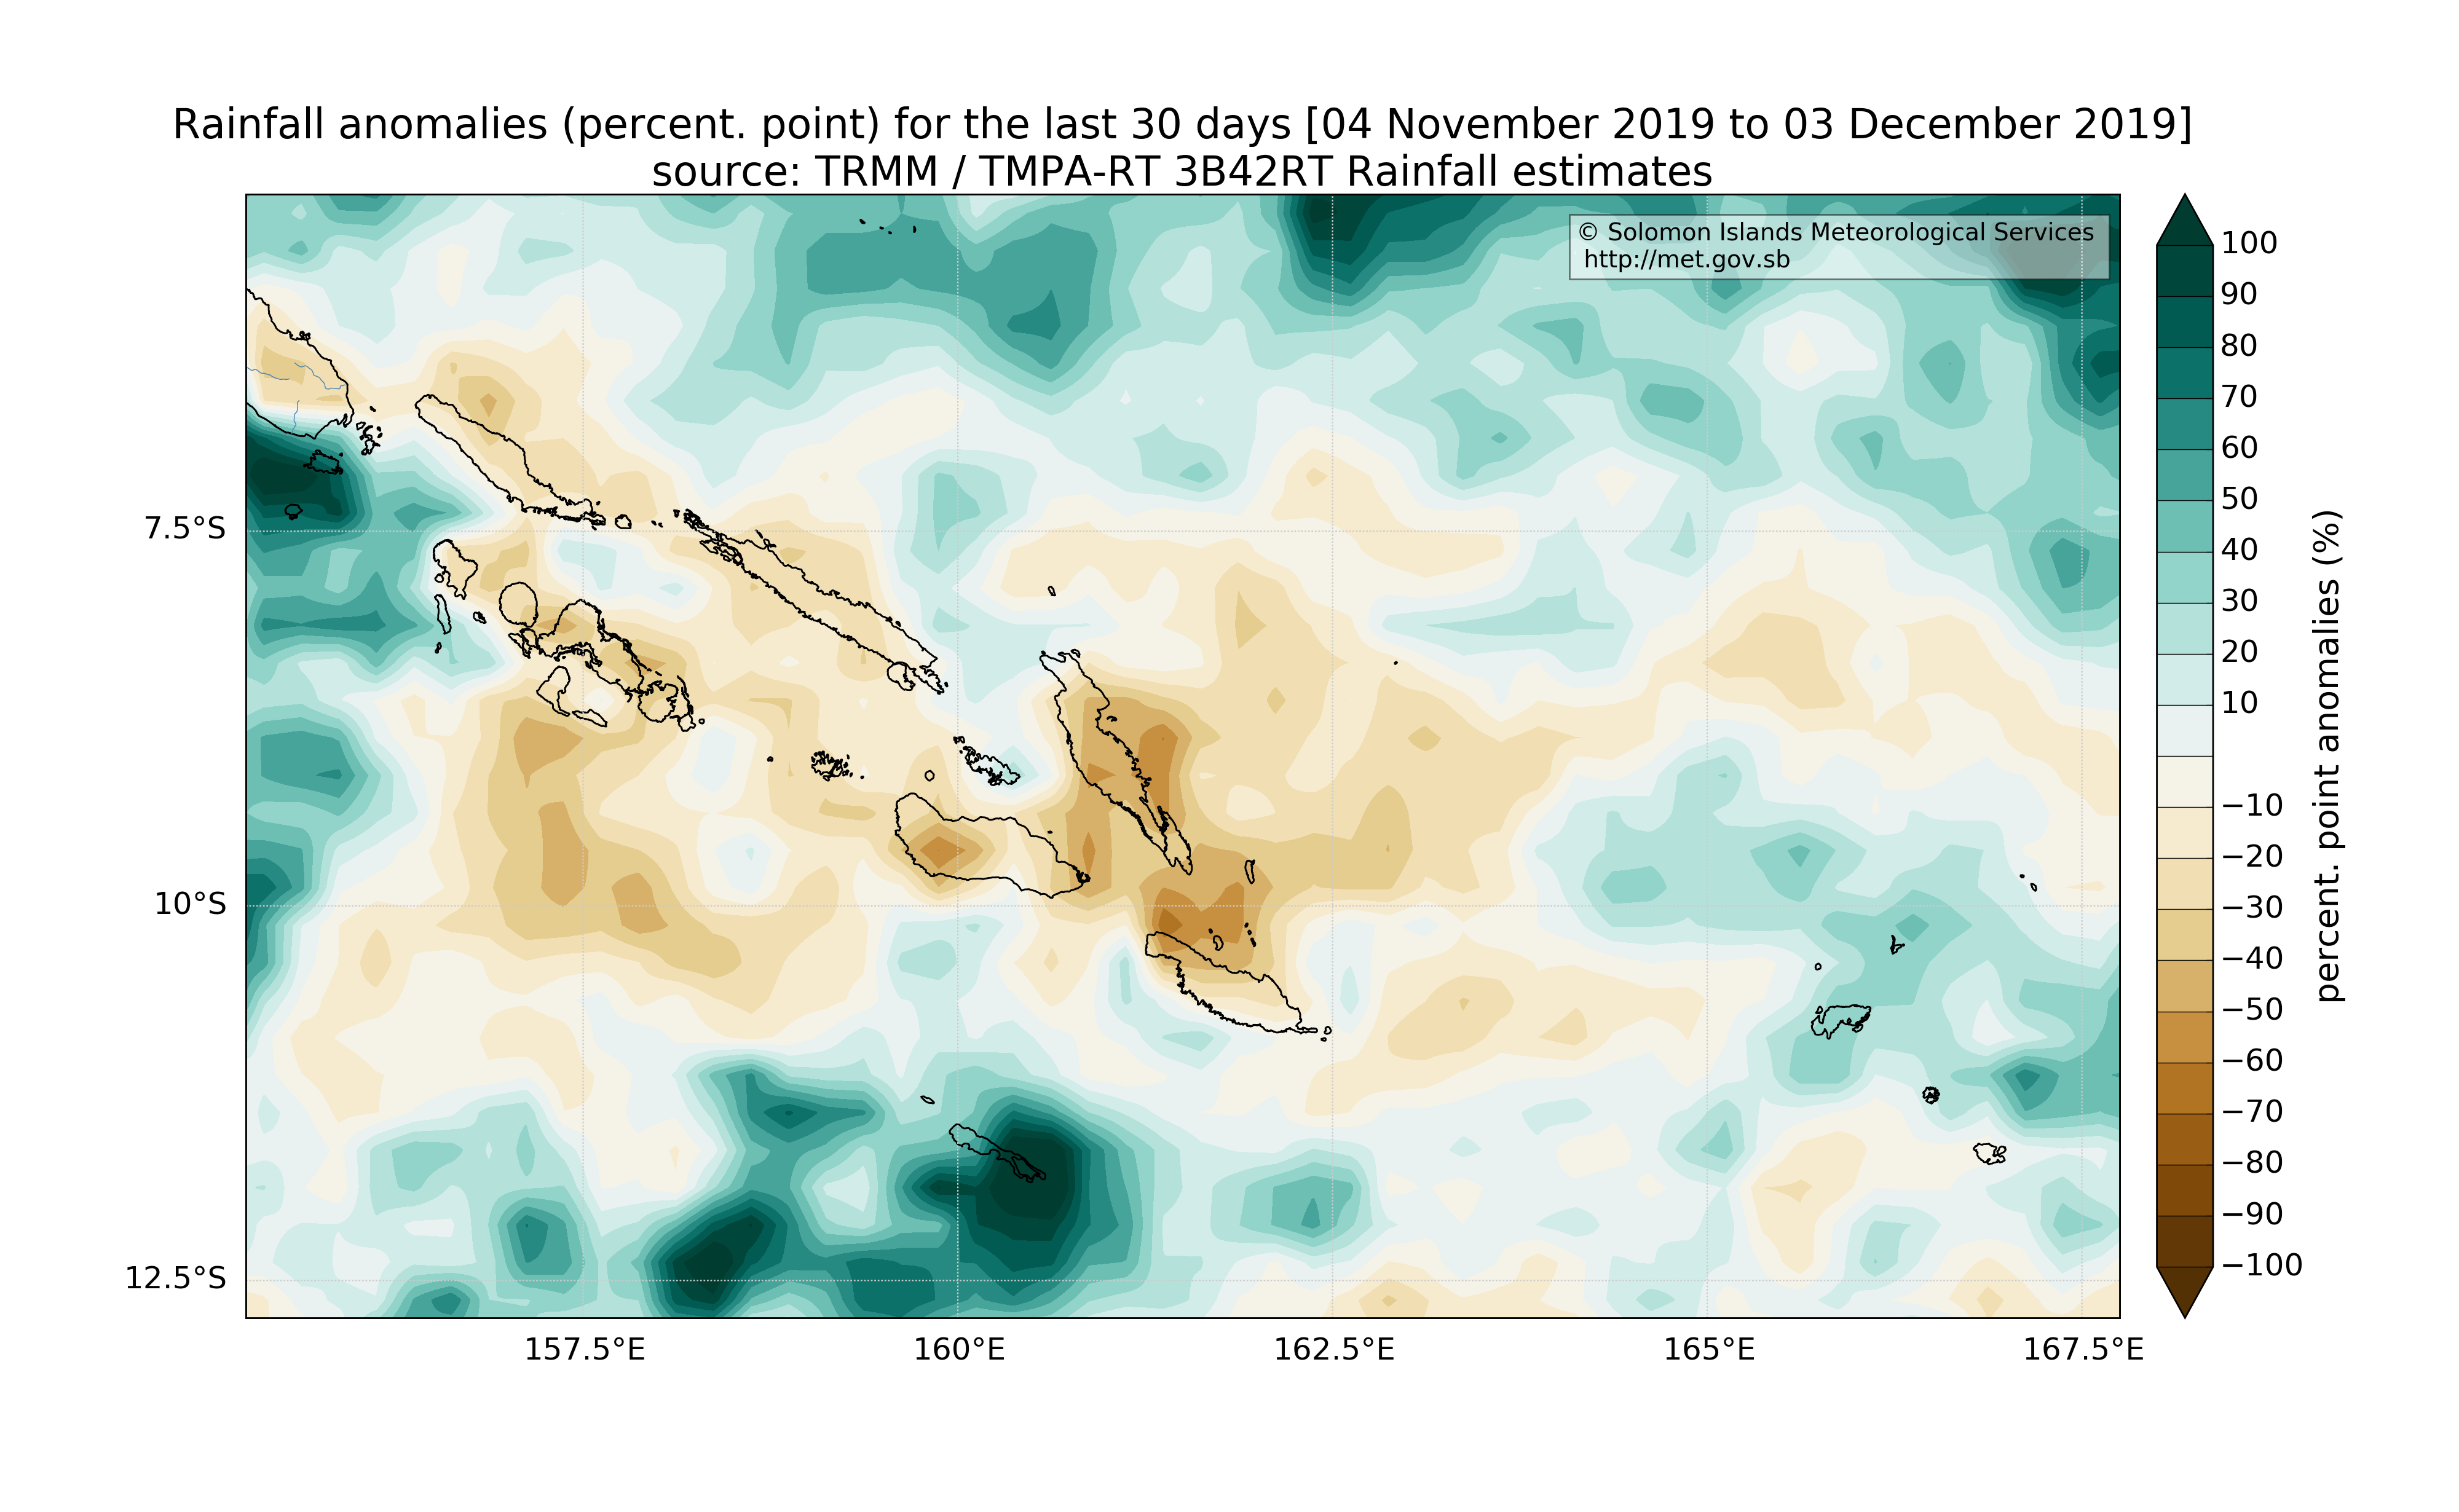 Rainfall anomalies (percent. point) for the last 30 days [04 November 2019 to 03 December 2019]
source: TRMM / TMPA-RT 3B42RT Rainfall estimates
© Solomon Islands Meteorological Services
http://met.gov.sb
7.5°S
10°S
12.5°S
157.5°E
160°E
162.5°E
165°E
167.5°E
100
90
80
70
60
50
40
30
20
10
−10
−20
−30
−40
−50
−60
−70
−80
−90
−100
percent. point anomalies (%)